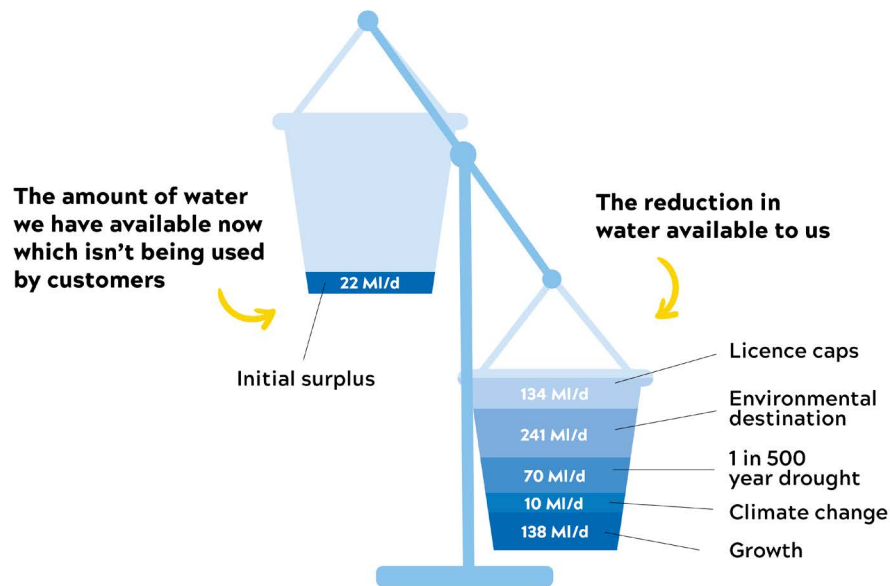 The amount of water
we have available now
which isn't being used
by customers
22 Ml/d
Initial surplus
The reduction in
water available to us
134 Ml/d
Licence caps
241 Ml/d
Environmental
destination
70 Ml/d
1 in 500
year drought
10 Ml/d
Climate change
138 Ml/d
Growth